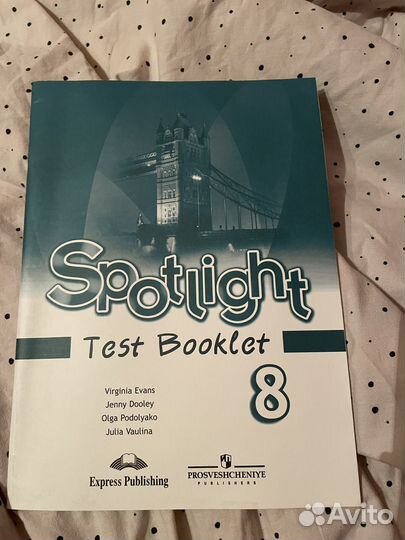 Spotlight
Test Booklet
8
Virginia Evans
Jenny Dooley
Olga Podolyako
Julia Vaulina
Express Publishing
PROSVESHCHENIYE
PUBLISHERS
Avito